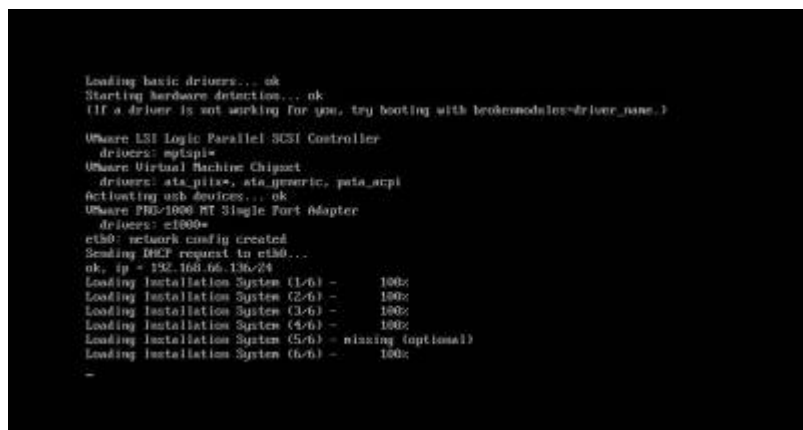 Loading basic drivers... ok
Starting hardware detection... ok
(If a driver is not working for you, try booting with brokenmodules=driver_name.)
VMware LSI Logic Parallel SCSI Controller
drivers: mptspi*
VMware Virtual Machine Chipset
drivers: ata_piix*, ata_generic, pata_acpi
Activating usb devices... ok
VMware PRO/1000 MT Single Port Adapter
drivers: e1000*
eth0: network config created
Sending DHCP request to eth0...
ok, ip = 192.168.66.136/24
Loading Installation System (1/6) - 100%
Loading Installation System (2/6) - 100%
Loading Installation System (3/6) - 100%
Loading Installation System (4/6) - 100%
Loading Installation System (5/6) - missing (optional)
Loading Installation System (6/6) - 100%